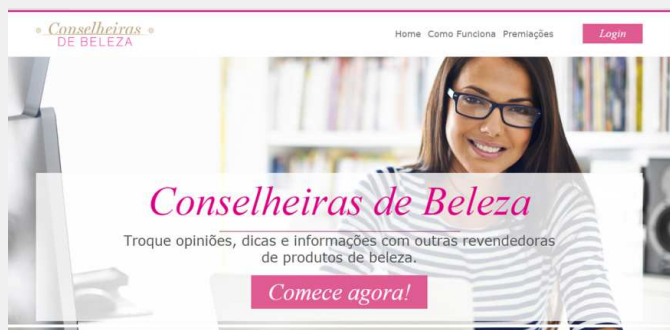 Conselheiras
DE BELEZA
Home Como Funciona Premiações Login
Conselheiras de Beleza
Troque opiniões, dicas e informações com outras revendedoras
de produtos de beleza.
Comece agora!